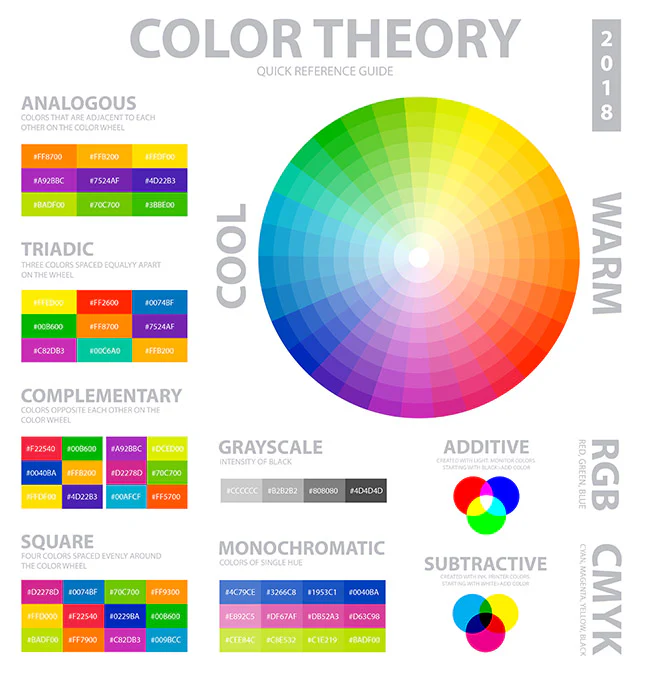 COLOR THEORY
QUICK REFERENCE GUIDE
2018
ANALOGOUS
COLORS THAT ARE ADJACENT TO EACH
OTHER ON THE COLOR WHEEL
#FF8700 #FFB200 #FFDF00
#A92BBC #7524AF #4D22B3
#BADF00 #70C700 #3BBE00
COOL
WARM
TRIADIC
THREE COLORS SPACED EQUALYY APART
ON THE WHEEL
#FF2600 #0074BF
#00B600 #FF8700 #7524AF
#C82DB3 #00C6A0 #FFB200
COMPLEMENTARY
COLORS OPPOSITE EACH OTHER ON THE
COLOR WHEEL
#F22540 #00B600 #A92BBC #DCED00
#0040BA #FFB200 #D2278D #70C700
#FFDF00 #4D22B3 #00AFCF #FF5700
GRAYSCALE
INTENSITY OF BLACK
#CCCCCC #B2B2B2 #808080 #4D4D4D
ADDITIVE
CREATED WITH LIGHT, MONITOR COLORS
STARTING WITH BLACK+ADD COLOR
RGB
RED, GREEN, BLUE
SQUARE
FOUR COLORS SPACED EVENLY AROUND
THE COLOR WHEEL
#D2278D #0074BF #70C700 #FF9300
#FFD000 #F22540 #0229BA #00B600
#BADF00 #FF7900 #C82DB3 #009BCC
MONOCHROMATIC
COLORS OF SINGLE HUE
#4C79CE #3266C8 #1953C1 #0040BA
#E892C5 #DF67AF #DB52A3 #D63C98
#C8E532 #C1E219 #BADF00
SUBTRACTIVE
CREATED WITH INK, PRINTER COLORS
STARTING WITH WHITE+ADD COLOR
CMYK
CYAN, MAGENTA, YELLOW, BLACK